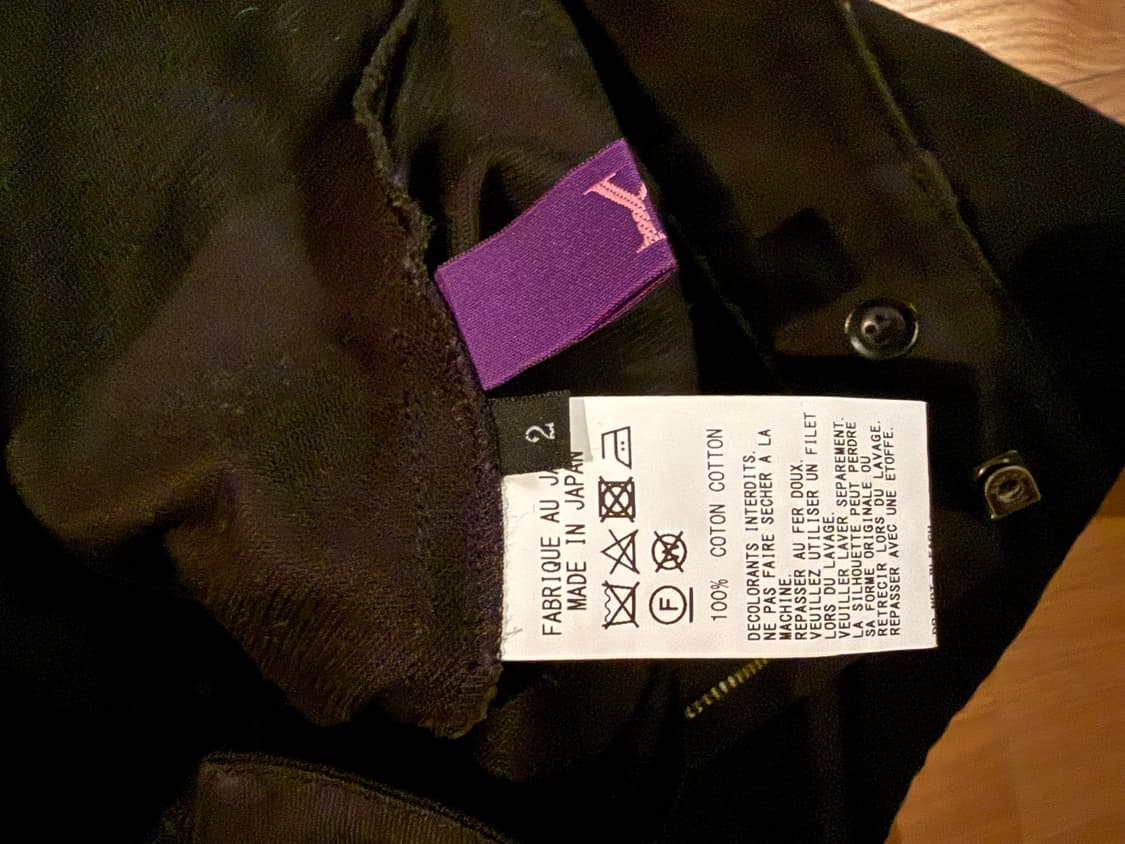 Y
2
FABRIQUE AU
MADE IN JAPAN
F
W
100% COTON COTTON
DECOLORANTS INTERDITS.
NE PAS FAIRE SECHER A LA
MACHINE.
REPASSER AU FER DOUX.
VEUILLEZ UTILISER UN FILET
LORS DU LAVAGE.
VEUILLER LAVER SEPAREMENT.
LA SILHOUETTE PEUT PERDRE
SA FORME ORIGINALE OU
RETRECIR LORS DU LAVAGE.
REPASSER AVEC UNE ETOFFE.